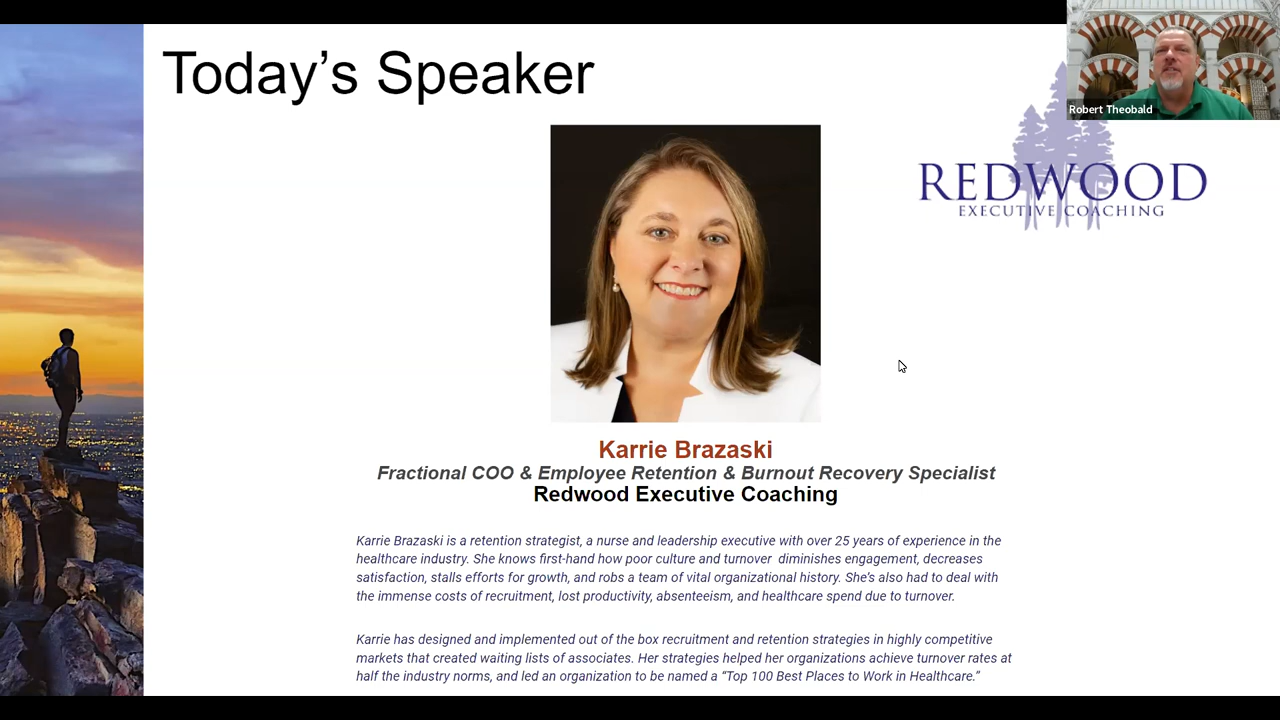 Today's Speaker
Robert Theobald
REDWOOD
EXECUTIVE COACHING
Karrie Brazaski
Fractional COO & Employee Retention & Burnout Recovery Specialist
Redwood Executive Coaching
Karrie Brazaski is a retention strategist, a nurse and leadership executive with over 25 years of experience in the
healthcare industry. She knows first-hand how poor culture and turnover  diminishes engagement, decreases
satisfaction, stalls efforts for growth, and robs a team of vital organizational history. She's also had to deal with
the immense costs of recruitment, lost productivity, absenteeism, and healthcare spend due to turnover.
Karrie has designed and implemented out of the box recruitment and retention strategies in highly competitive
markets that created waiting lists of associates. Her strategies helped her organizations achieve turnover rates at
half the industry norms, and led an organization to be named a “Top 100 Best Places to Work in Healthcare.”